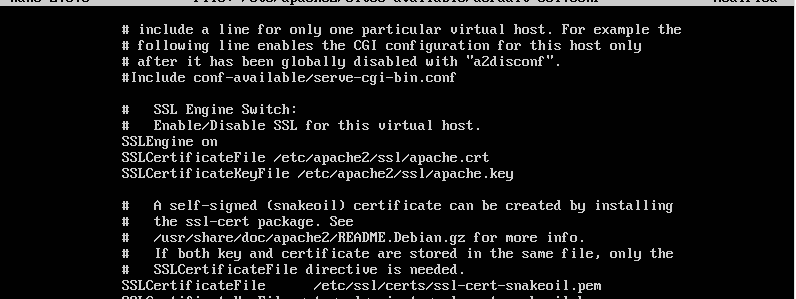 # include a line for only one particular virtual host. For example the
# following line enables the CGI configuration for this host only
# after it has been globally disabled with "a2disconf".
#Include conf-available/serve-cgi-bin.conf
#   SSL Engine Switch:
#   Enable/Disable SSL for this virtual host.
SSLEngine on
SSLCertificateFile /etc/apache2/ssl/apache.crt
SSLCertificateKeyFile /etc/apache2/ssl/apache.key
#   A self-signed (snakeoil) certificate can be created by installing
#   the ssl-cert package. See
#   /usr/share/doc/apache2/README.Debian.gz for more info.
#   If both key and certificate are stored in the same file, only the
#   SSLCertificateFile directive is needed.
SSLCertificateFile      /etc/ssl/certs/ssl-cert-snakeoil.pem